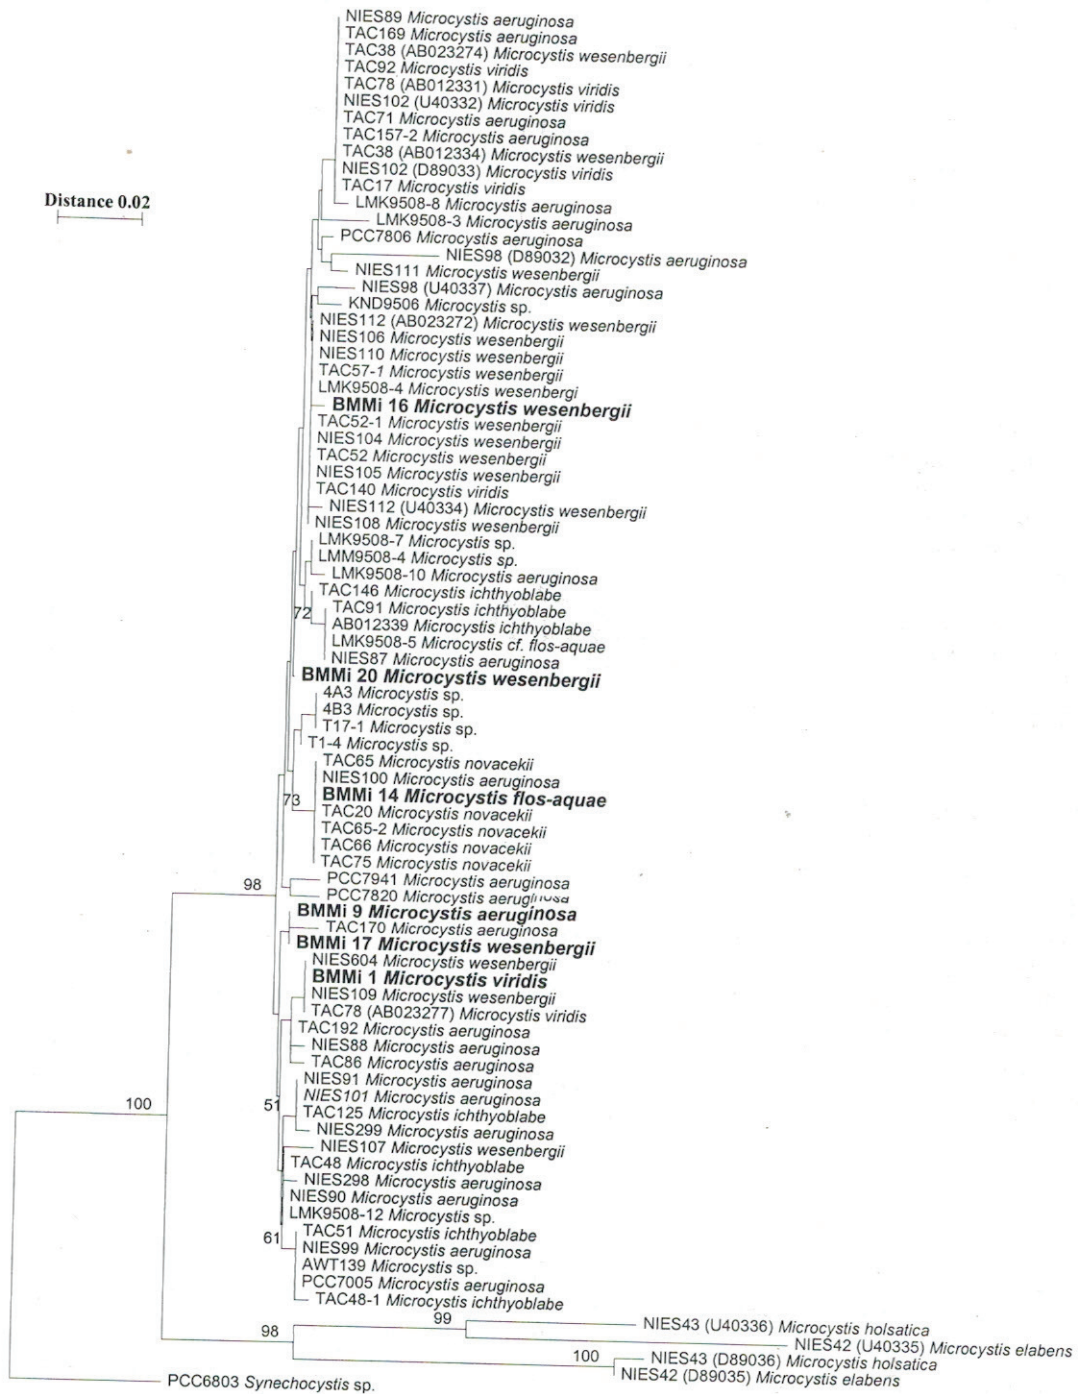 NIES89 Microcystis aeruginosa
TAC169 Microcystis aeruginosa
TAC38 (AB023274) Microcystis wesenbergii
TAC92 Microcystis viridis
TAC78 (AB012331) Microcystis viridis
NIES102 (U40332) Microcystis viridis
TAC71 Microcystis aeruginosa
TAC157-2 Microcystis aeruginosa
TAC38 (AB012334) Microcystis wesenbergii
NIES102 (D89033) Microcystis viridis
TAC17 Microcystis viridis
Distance 0.02
LMK9508-8 Microcystis aeruginosa
LMK9508-3 Microcystis aeruginosa
PCC7806 Microcystis aeruginosa
NIES98 (D89032) Microcystis aeruginosa
NIES111 Microcystis wesenbergii
NIES98 (U40337) Microcystis aeruginosa
KND9506 Microcystis sp.
NIES112 (AB023272) Microcystis wesenbergii
NIES106 Microcystis wesenbergii
NIES110 Microcystis wesenbergii
TAC57-1 Microcystis wesenbergii
LMK9508-4 Microcystis wesenbergi
BMMi 16 Microcystis wesenbergii
TAC52-1 Microcystis wesenbergii
NIES104 Microcystis wesenbergii
TAC52 Microcystis wesenbergii
NIES105 Microcystis wesenbergii
TAC140 Microcystis viridis
NIES112 (U40334) Microcystis wesenbergii
NIES108 Microcystis wesenbergii
LMK9508-7 Microcystis sp.
LMM9508-4 Microcystis sp.
LMK9508-10 Microcystis aeruginosa
TAC146 Microcystis ichthyoblabe
TAC91 Microcystis ichthyoblabe
72
AB012339 Microcystis ichthyoblabe
LMK9508-5 Microcystis cf. flos-aquae
NIES87 Microcystis aeruginosa
BMMi 20 Microcystis wesenbergii
4A3 Microcystis sp.
4B3 Microcystis sp.
T17-1 Microcystis sp.
T1-4 Microcystis sp.
TAC65 Microcystis novacekii
NIES100 Microcystis aeruginosa
73
BMMi 14 Microcystis flos-aquae
TAC20 Microcystis novacekii
TAC65-2 Microcystis novacekii
TAC66 Microcystis novacekii
TAC75 Microcystis novacekii
98
PCC7941 Microcystis aeruginosa
PCC7820 Microcystis aeruginosa
BMMi 9 Microcystis aeruginosa
TAC170 Microcystis aeruginosa
BMMi 17 Microcystis wesenbergii
NIES604 Microcystis wesenbergii
BMMi 1 Microcystis viridis
NIES109 Microcystis wesenbergii
TAC78 (AB023277) Microcystis viridis
TAC192 Microcystis aeruginosa
NIES88 Microcystis aeruginosa
TAC86 Microcystis aeruginosa
NIES91 Microcystis aeruginosa
NIES101 Microcystis aeruginosa
100
51
TAC125 Microcystis ichthyoblabe
NIES299 Microcystis aeruginosa
NIES107 Microcystis wesenbergii
TAC48 Microcystis ichthyoblabe
NIES298 Microcystis aeruginosa
NIES90 Microcystis aeruginosa
LMK9508-12 Microcystis sp.
TAC51 Microcystis ichthyoblabe
61
NIES99 Microcystis aeruginosa
AWT139 Microcystis sp.
PCC7005 Microcystis aeruginosa
TAC48-1 Microcystis ichthyoblabe
99
NIES43 (U40336) Microcystis holsatica
98
NIES42 (U40335) Microcystis elabens
100
NIES43 (D89036) Microcystis holsatica
NIES42 (D89035) Microcystis elabens
PCC6803 Synechocystis sp.